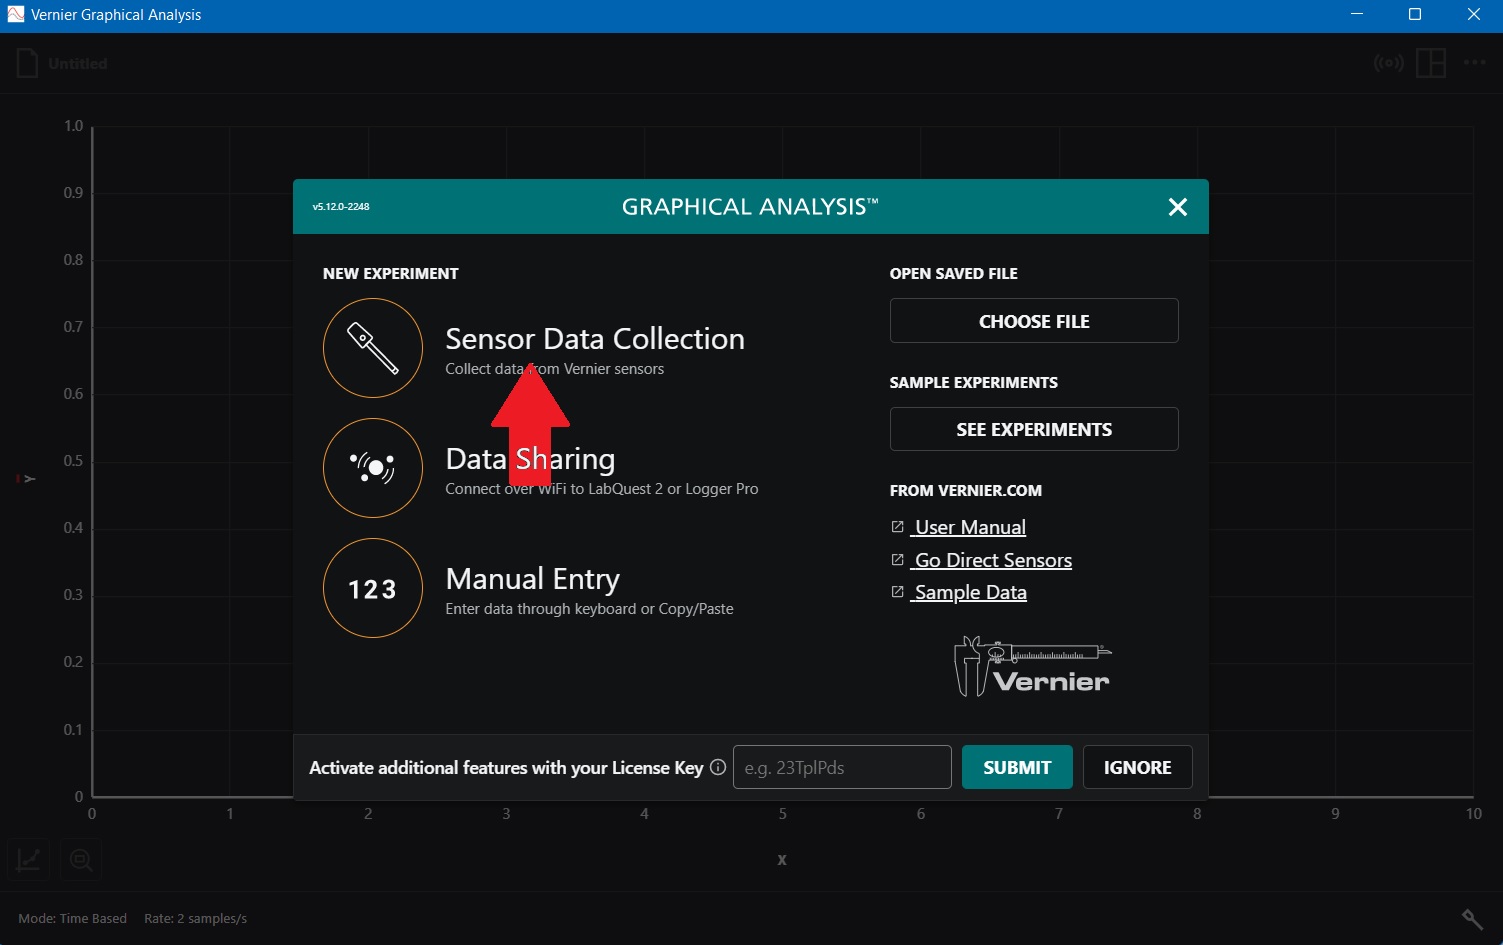 Vernier Graphical Analysis
Untitled
1.0
0.9
0.8
0.7
0.6
0.5
0.4
0.3
0.2
0.1
0
Y
0 1 2 3 4 5 6 7 8 9 10
X
v5.12.0-2248
GRAPHICAL ANALYSIS™
NEW EXPERIMENT
Sensor Data Collection
Collect data from Vernier sensors
Data Sharing
Connect over WiFi to LabQuest 2 or Logger Pro
123
Manual Entry
Enter data through keyboard or Copy/Paste
OPEN SAVED FILE
CHOOSE FILE
SAMPLE EXPERIMENTS
SEE EXPERIMENTS
FROM VERNIER.COM
User Manual
Go Direct Sensors
Sample Data
Vernier
Activate additional features with your License Key
e.g. 23TplPds
SUBMIT
IGNORE
Mode: Time Based Rate: 2 samples/s